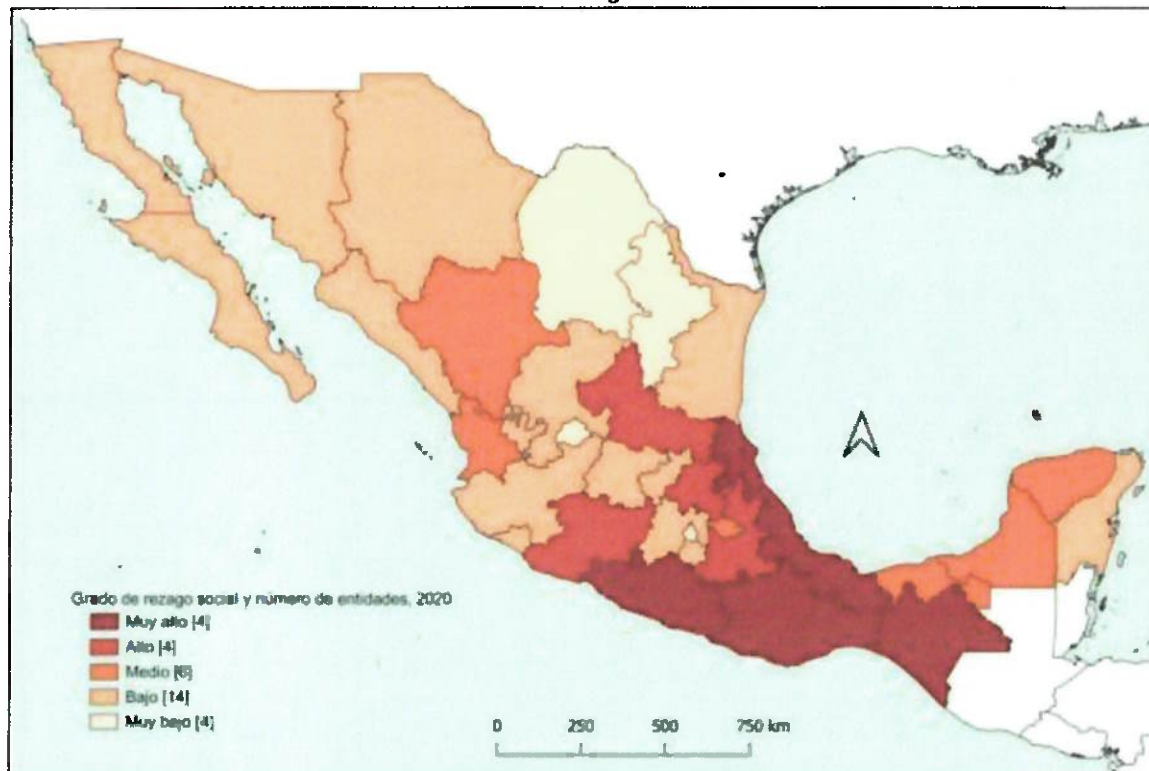 Grado de rezago social y número de entidades, 2020
Muy alto [4]
Alto [4]
Medio [6]
Bajo [14]
Muy bajo [4]
0 250 500 750 km